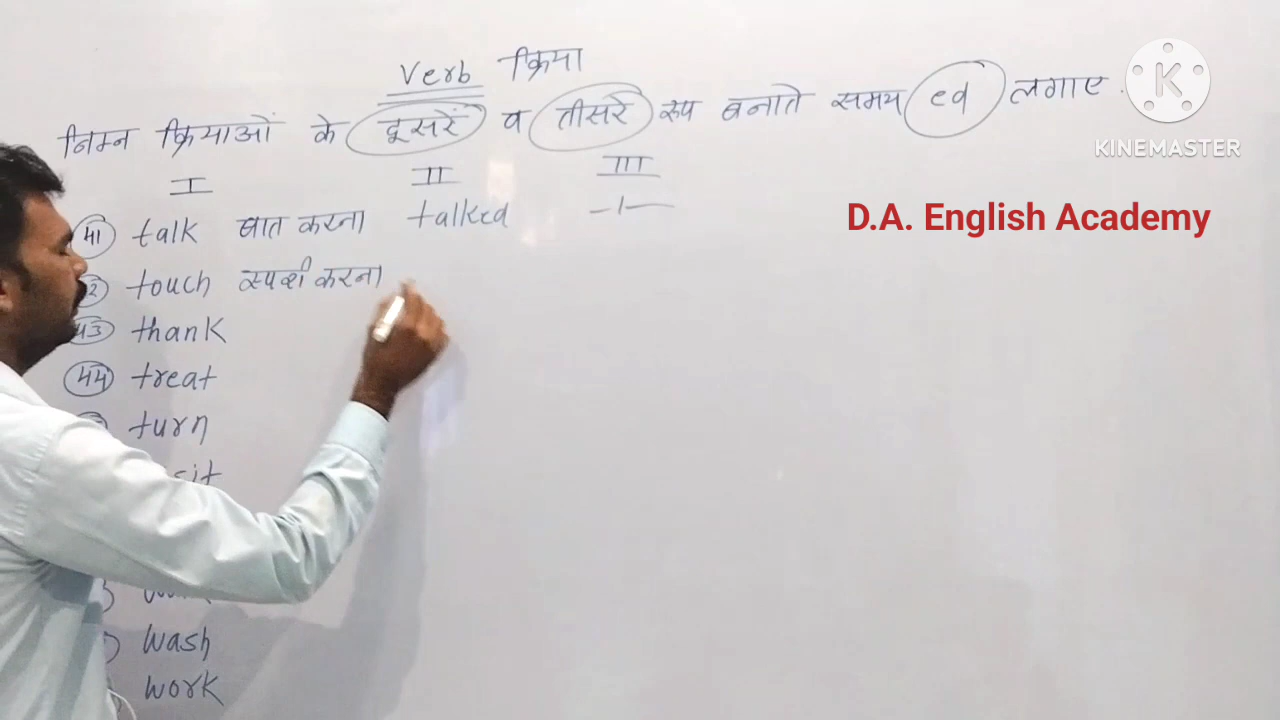 Verb क्रिया
निम्न क्रियाओं के दूसरें व तीसरें रुप बनाते समय ed लगाए.
I II III
41 talk बात करना talked –1–
touch स्पर्श करना
43 thank
44 treat
turn
wash
work
K
KINEMASTER
D.A. English Academy